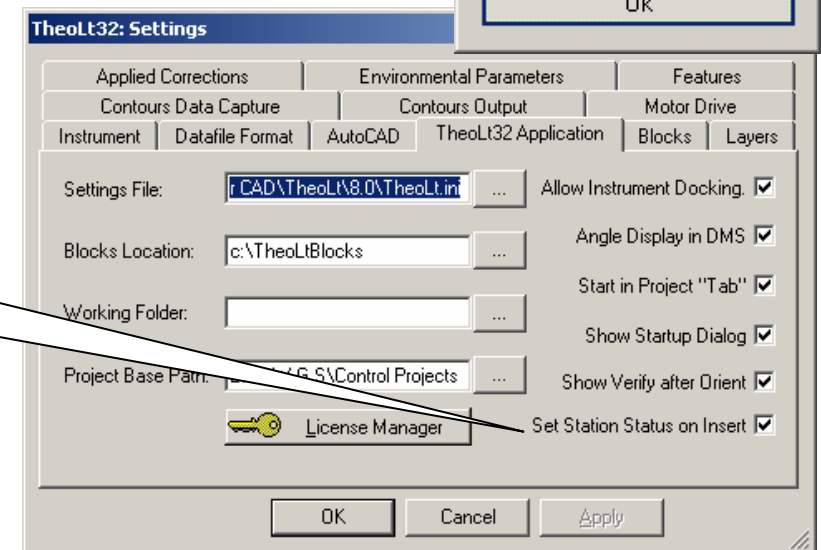 OK
TheoLt32: Settings
Applied Corrections Environmental Parameters Features
Contours Data Capture Contours Output Motor Drive
Instrument Datafile Format AutoCAD TheoLt32 Application Blocks Layers
Settings File: r CAD\TheoLt\8.0\TheoLt.ini ... Allow Instrument Docking.
Angle Display in DMS
Blocks Location: c:\TheoLtBlocks ...
Start in Project "Tab"
Working Folder: ...
Show Startup Dialog
Project Base Path: S\Control Projects ... Show Verify after Orient
License Manager Set Station Status on Insert
OK Cancel Apply